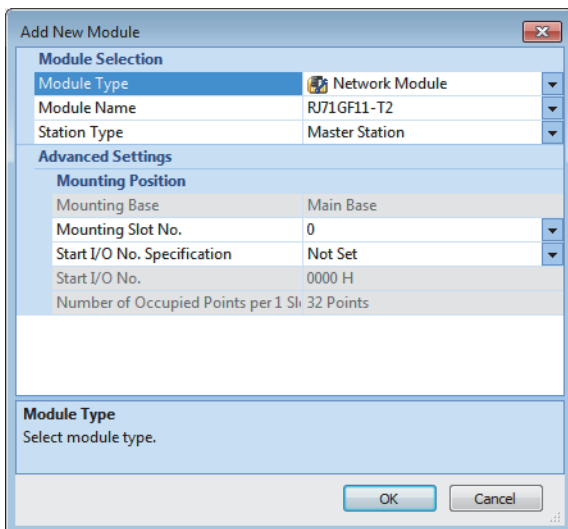 Add New Module
Module Selection
Module Type Network Module
Module Name RJ71GF11-T2
Station Type Master Station
Advanced Settings
Mounting Position
Mounting Base Main Base
Mounting Slot No. 0
Start I/O No. Specification Not Set
Start I/O No. 0000 H
Number of Occupied Points per 1 Sl 32 Points
Module Type
Select module type.
OK Cancel